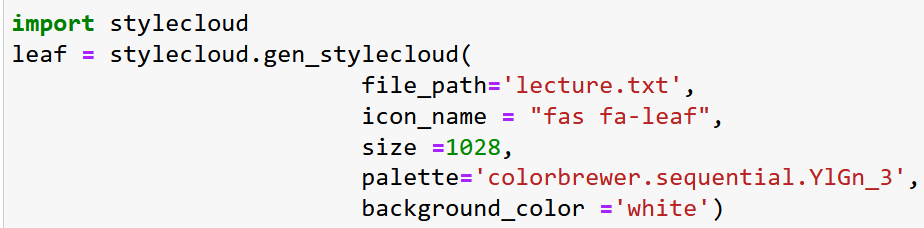 import stylecloud
leaf = stylecloud.gen_stylecloud(
                          file_path='lecture.txt',
                          icon_name = "fas fa-leaf",
                          size =1028,
                          palette='colorbrewer.sequential.YlGn_3',
                          background_color ='white')